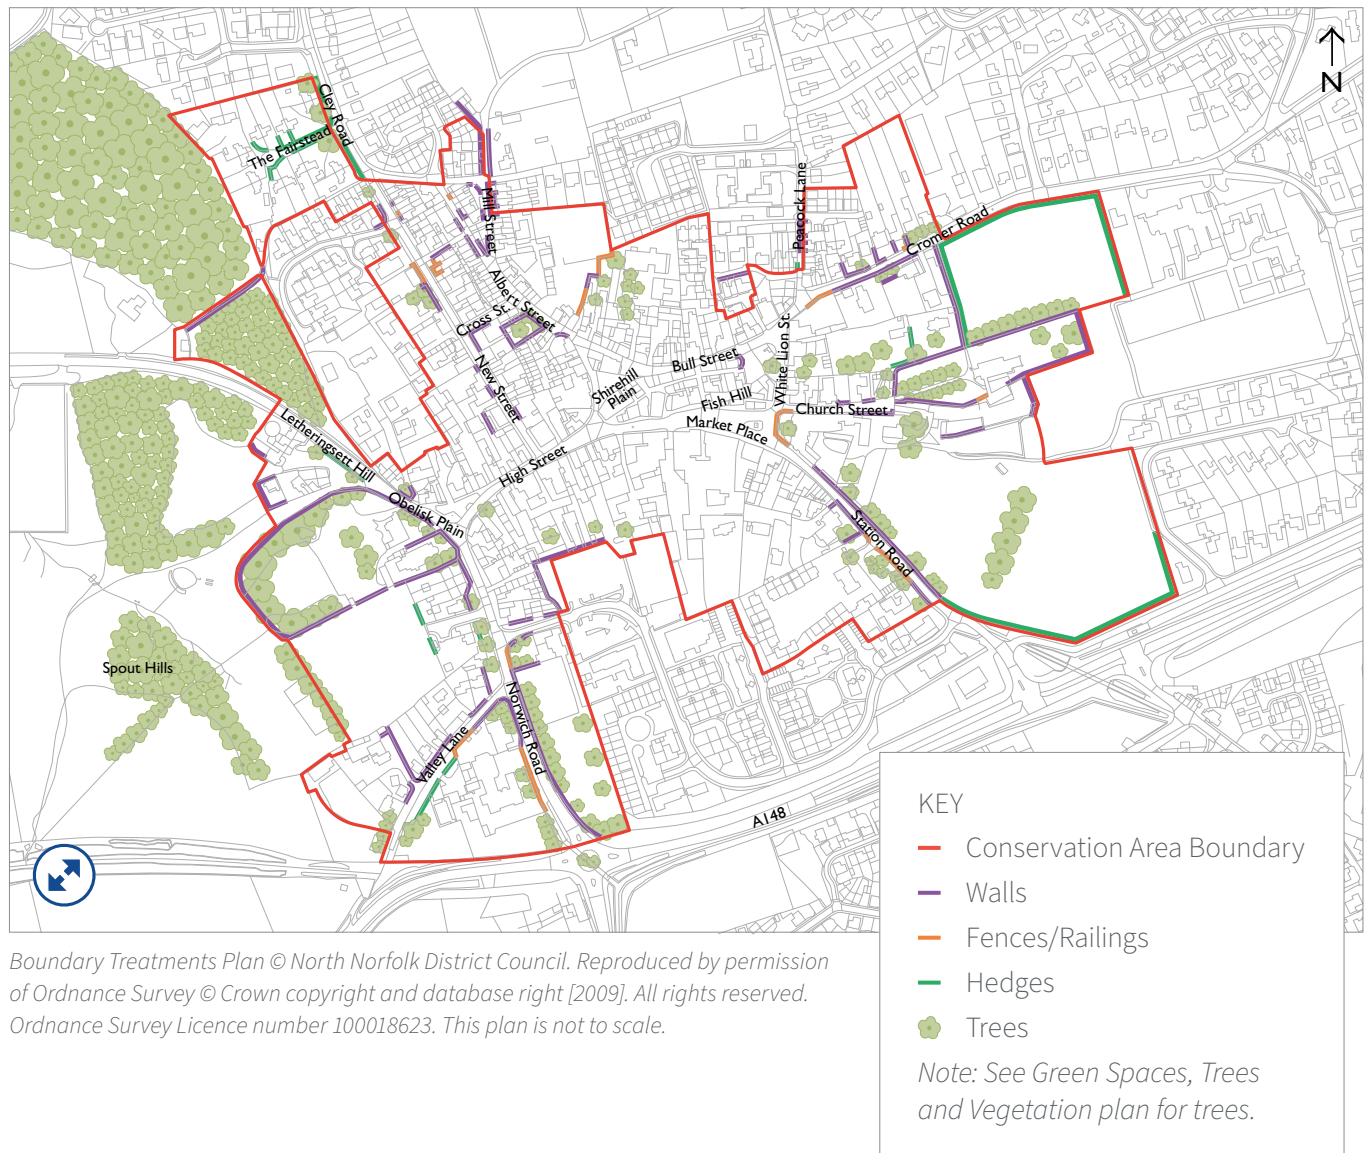 N
Cley Road
The Fairstead
Mill Street
Peacock Lane
Cromer Road
Albert Street
Cross St.
New Street
Bull Street
White Lion St.
Shirehill
Plain
Fish Hill
Church Street
Market Place
Letheringsett Hill
High Street
Obelisk Plain
Station Road
Spout Hills
Norwich Road
Valley Lane
A148
KEY
Conservation Area Boundary
Walls
Fences/Railings
Hedges
Trees
Note: See Green Spaces, Trees
and Vegetation plan for trees.
Boundary Treatments Plan © North Norfolk District Council. Reproduced by permission
of Ordnance Survey © Crown copyright and database right [2009]. All rights reserved.
Ordnance Survey Licence number 100018623. This plan is not to scale.